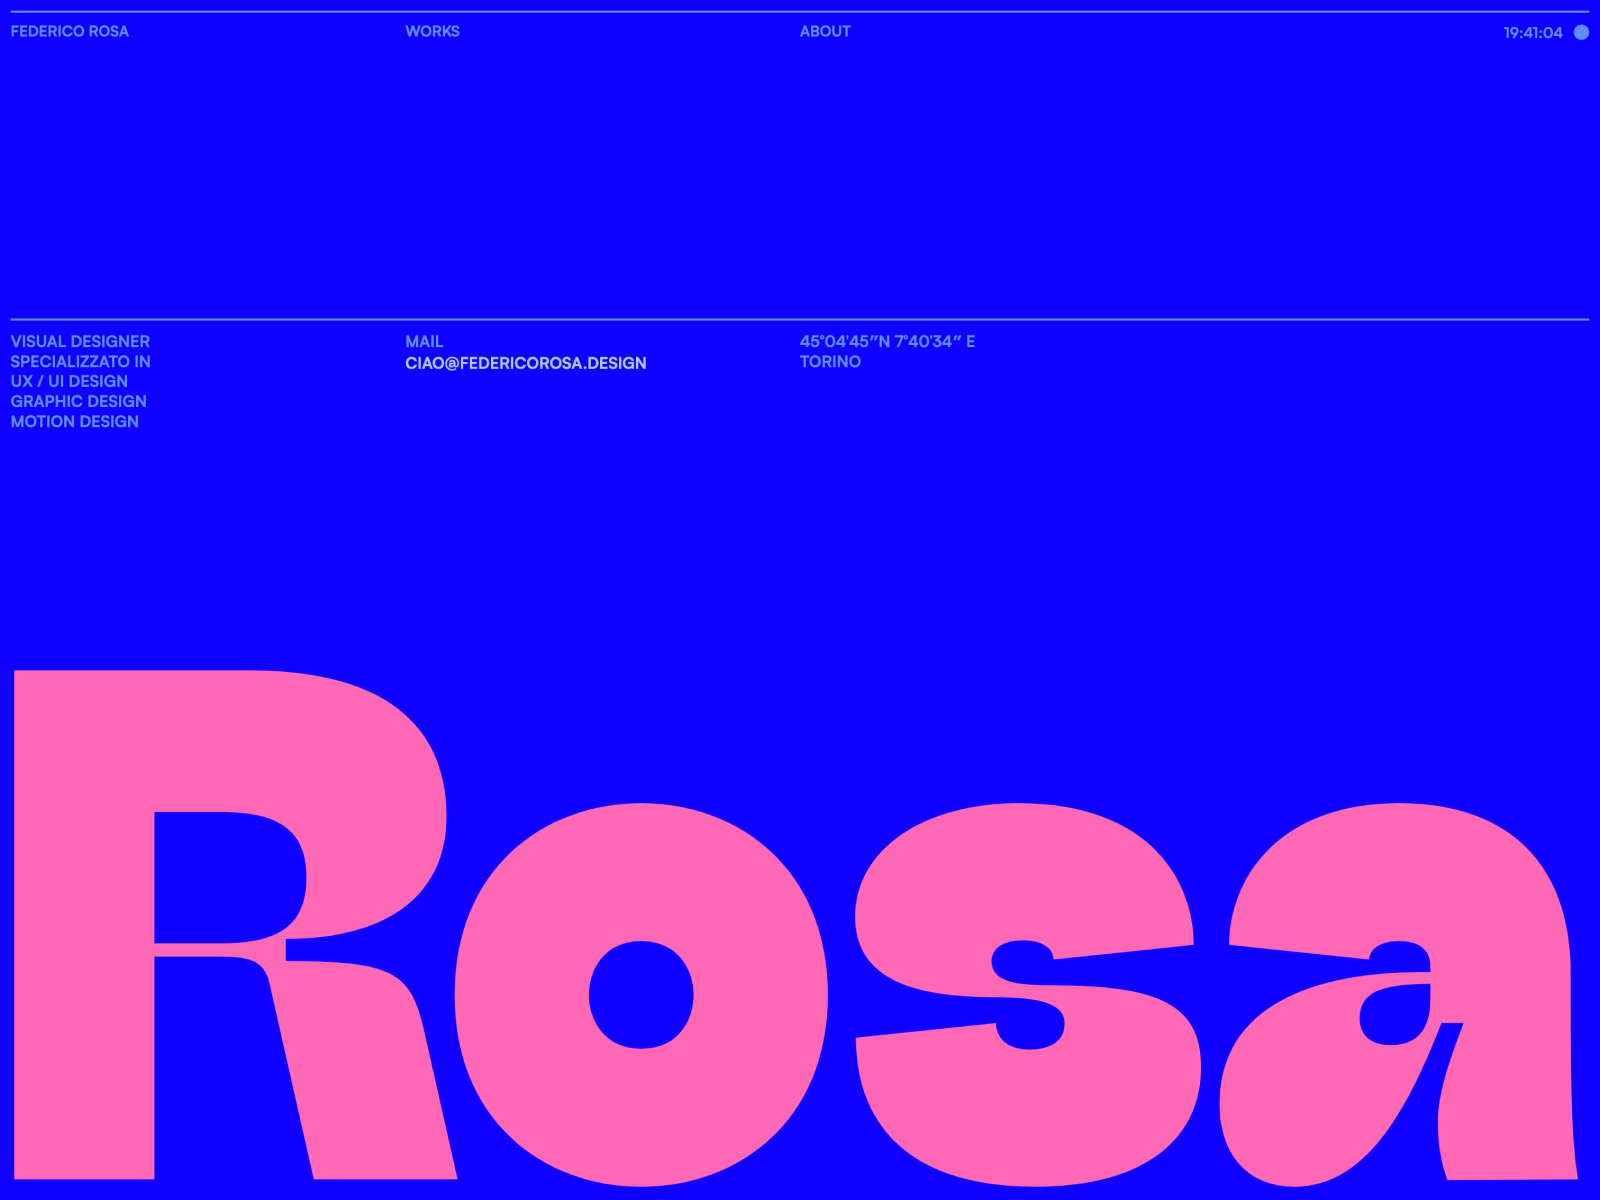 FEDERICO ROSA
WORKS
ABOUT
19:41:04
VISUAL DESIGNER
SPECIALIZZATO IN
UX / UI DESIGN
GRAPHIC DESIGN
MOTION DESIGN
MAIL
CIAO@FEDERICOROSA.DESIGN
45°04'45″N 7°40'34″ E
TORINO
Rosa